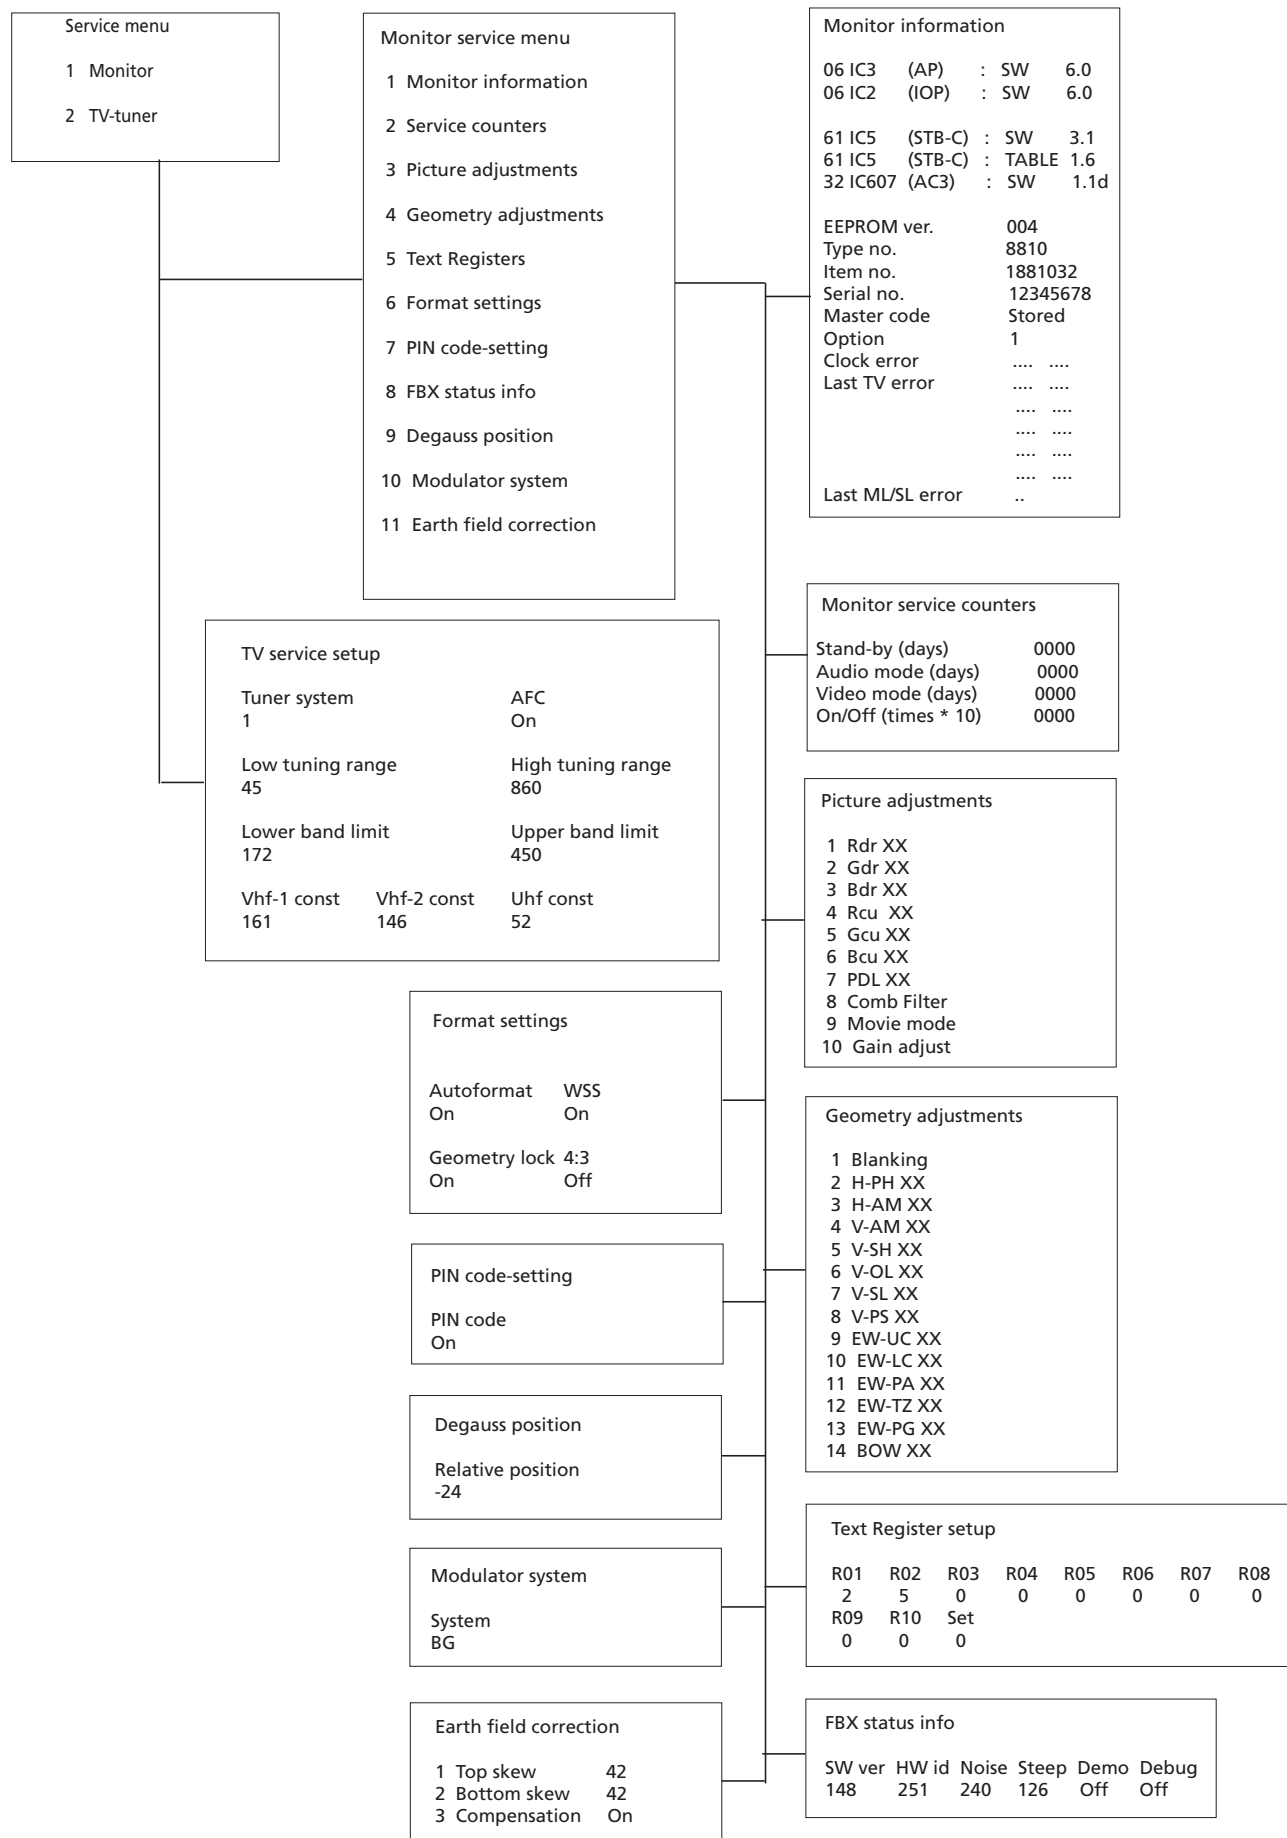 Service menu
1 Monitor
2 TV-tuner
Monitor service menu
1 Monitor information
2 Service counters
3 Picture adjustments
4 Geometry adjustments
5 Text Registers
6 Format settings
7 PIN code-setting
8 FBX status info
9 Degauss position
10 Modulator system
11 Earth field correction
Monitor information
06 IC3 (AP) : SW 6.0
06 IC2 (IOP) : SW 6.0
61 IC5 (STB-C) : SW 3.1
61 IC5 (STB-C) : TABLE 1.6
32 IC607 (AC3) : SW 1.1d
EEPROM ver. 004
Type no. 8810
Item no. 1881032
Serial no. 12345678
Master code Stored
Option 1
Clock error .... ....
Last TV error .... ....
.... ....
.... ....
.... ....
.... ....
Last ML/SL error ..
TV service setup
Tuner system AFC
1 On
Low tuning range High tuning range
45 860
Lower band limit Upper band limit
172 450
Vhf-1 const Vhf-2 const Uhf const
161 146 52
Monitor service counters
Stand-by (days) 0000
Audio mode (days) 0000
Video mode (days) 0000
On/Off (times * 10) 0000
Picture adjustments
1 Rdr XX
2 Gdr XX
3 Bdr XX
4 Rcu XX
5 Gcu XX
6 Bcu XX
7 PDL XX
8 Comb Filter
9 Movie mode
10 Gain adjust
Format settings
Autoformat WSS
On On
Geometry lock 4:3
On Off
Geometry adjustments
1 Blanking
2 H-PH XX
3 H-AM XX
4 V-AM XX
5 V-SH XX
6 V-OL XX
7 V-SL XX
8 V-PS XX
9 EW-UC XX
10 EW-LC XX
11 EW-PA XX
12 EW-TZ XX
13 EW-PG XX
14 BOW XX
PIN code-setting
PIN code
On
Degauss position
Relative position
-24
Text Register setup
R01 R02 R03 R04 R05 R06 R07 R08
2 5 0 0 0 0 0 0
R09 R10 Set
0 0 0
Modulator system
System
BG
Earth field correction
1 Top skew 42
2 Bottom skew 42
3 Compensation On
FBX status info
SW ver HW id Noise Steep Demo Debug
148 251 240 126 Off Off